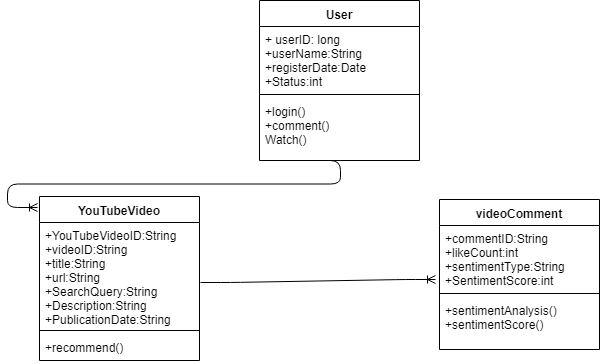 User
+ userID: long
+userName:String
+registerDate:Date
+Status:int
+login()
+comment()
Watch()
YouTubeVideo
+YouTubeVideoID:String
+videoID:String
+title:String
+url:String
+SearchQuery:String
+Description:String
+PublicationDate:String
+recommend()
videoComment
+commentID:String
+likeCount:int
+sentimentType:String
+SentimentScore:int
+sentimentAnalysis()
+sentimentScore()